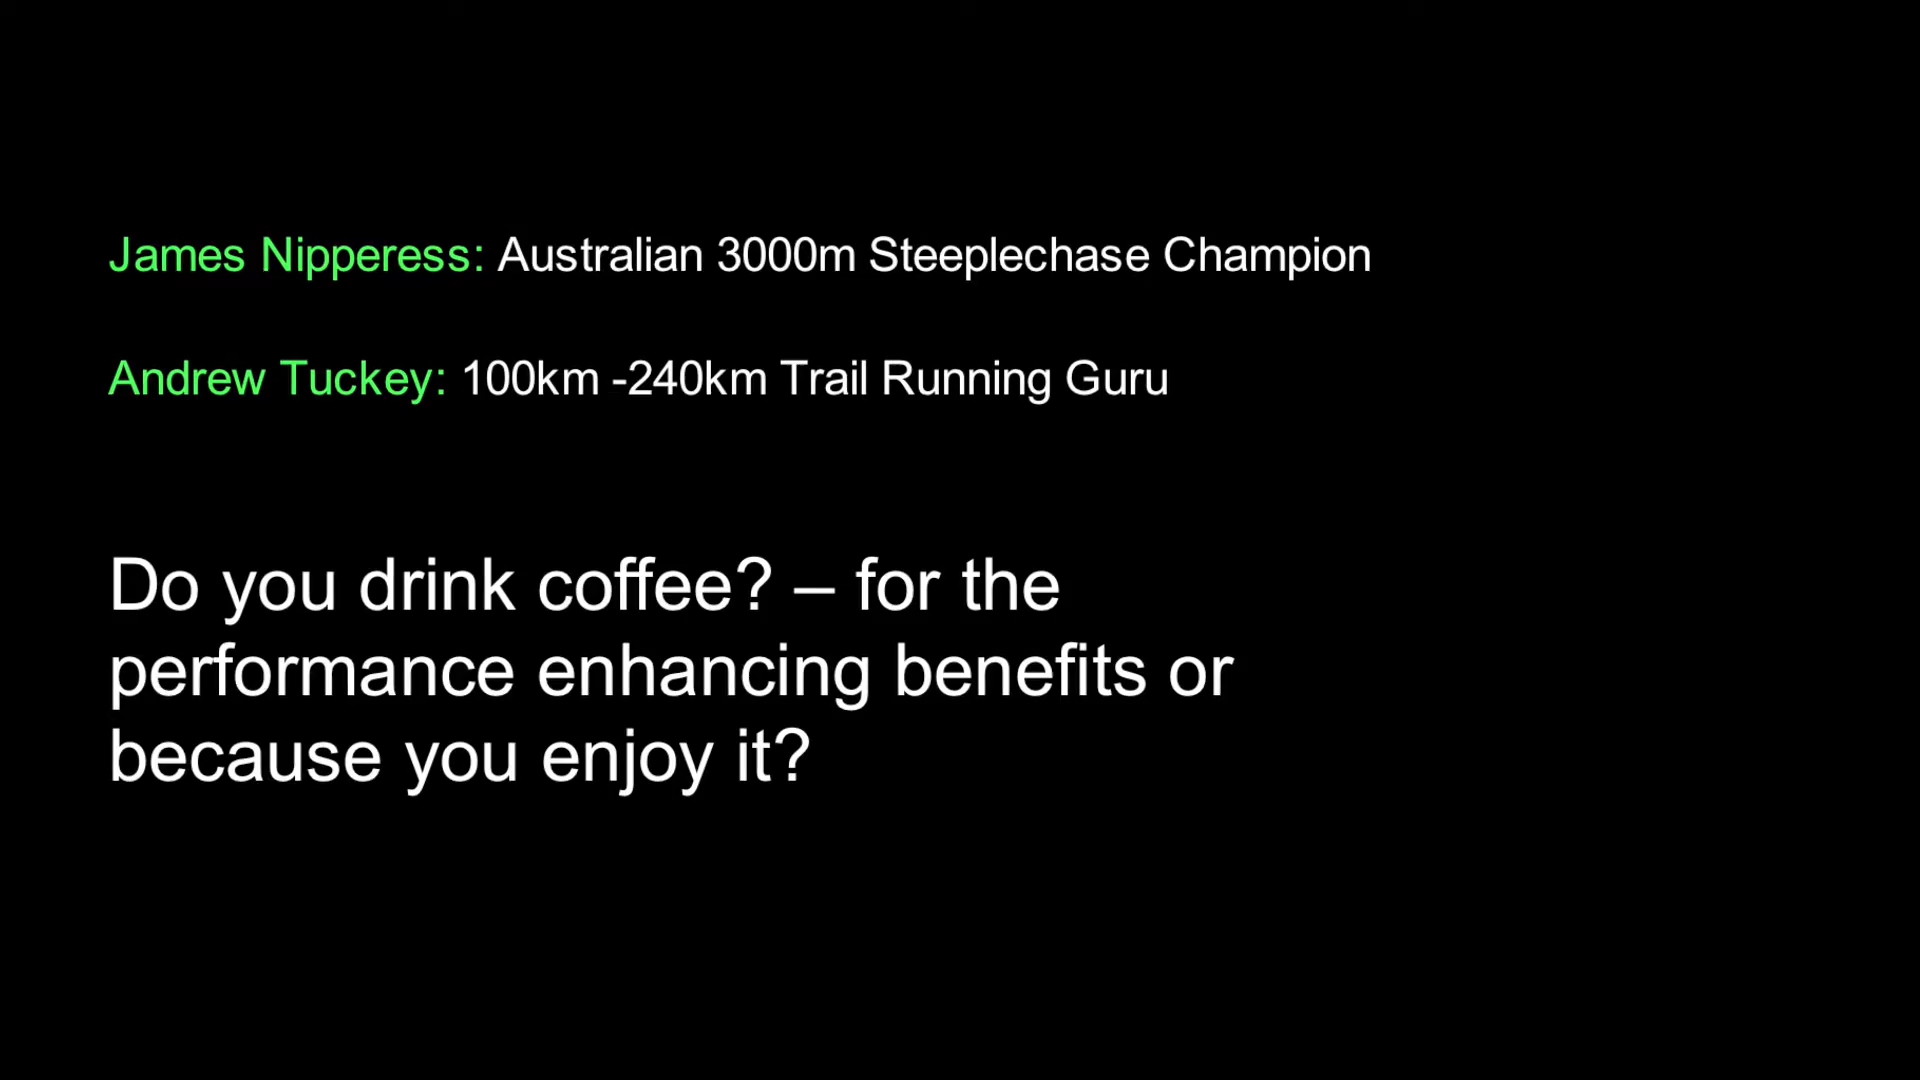 James Nipperess: Australian 3000m Steeplechase Champion
Andrew Tuckey: 100km -240km Trail Running Guru
Do you drink coffee? – for the
performance enhancing benefits or
because you enjoy it?